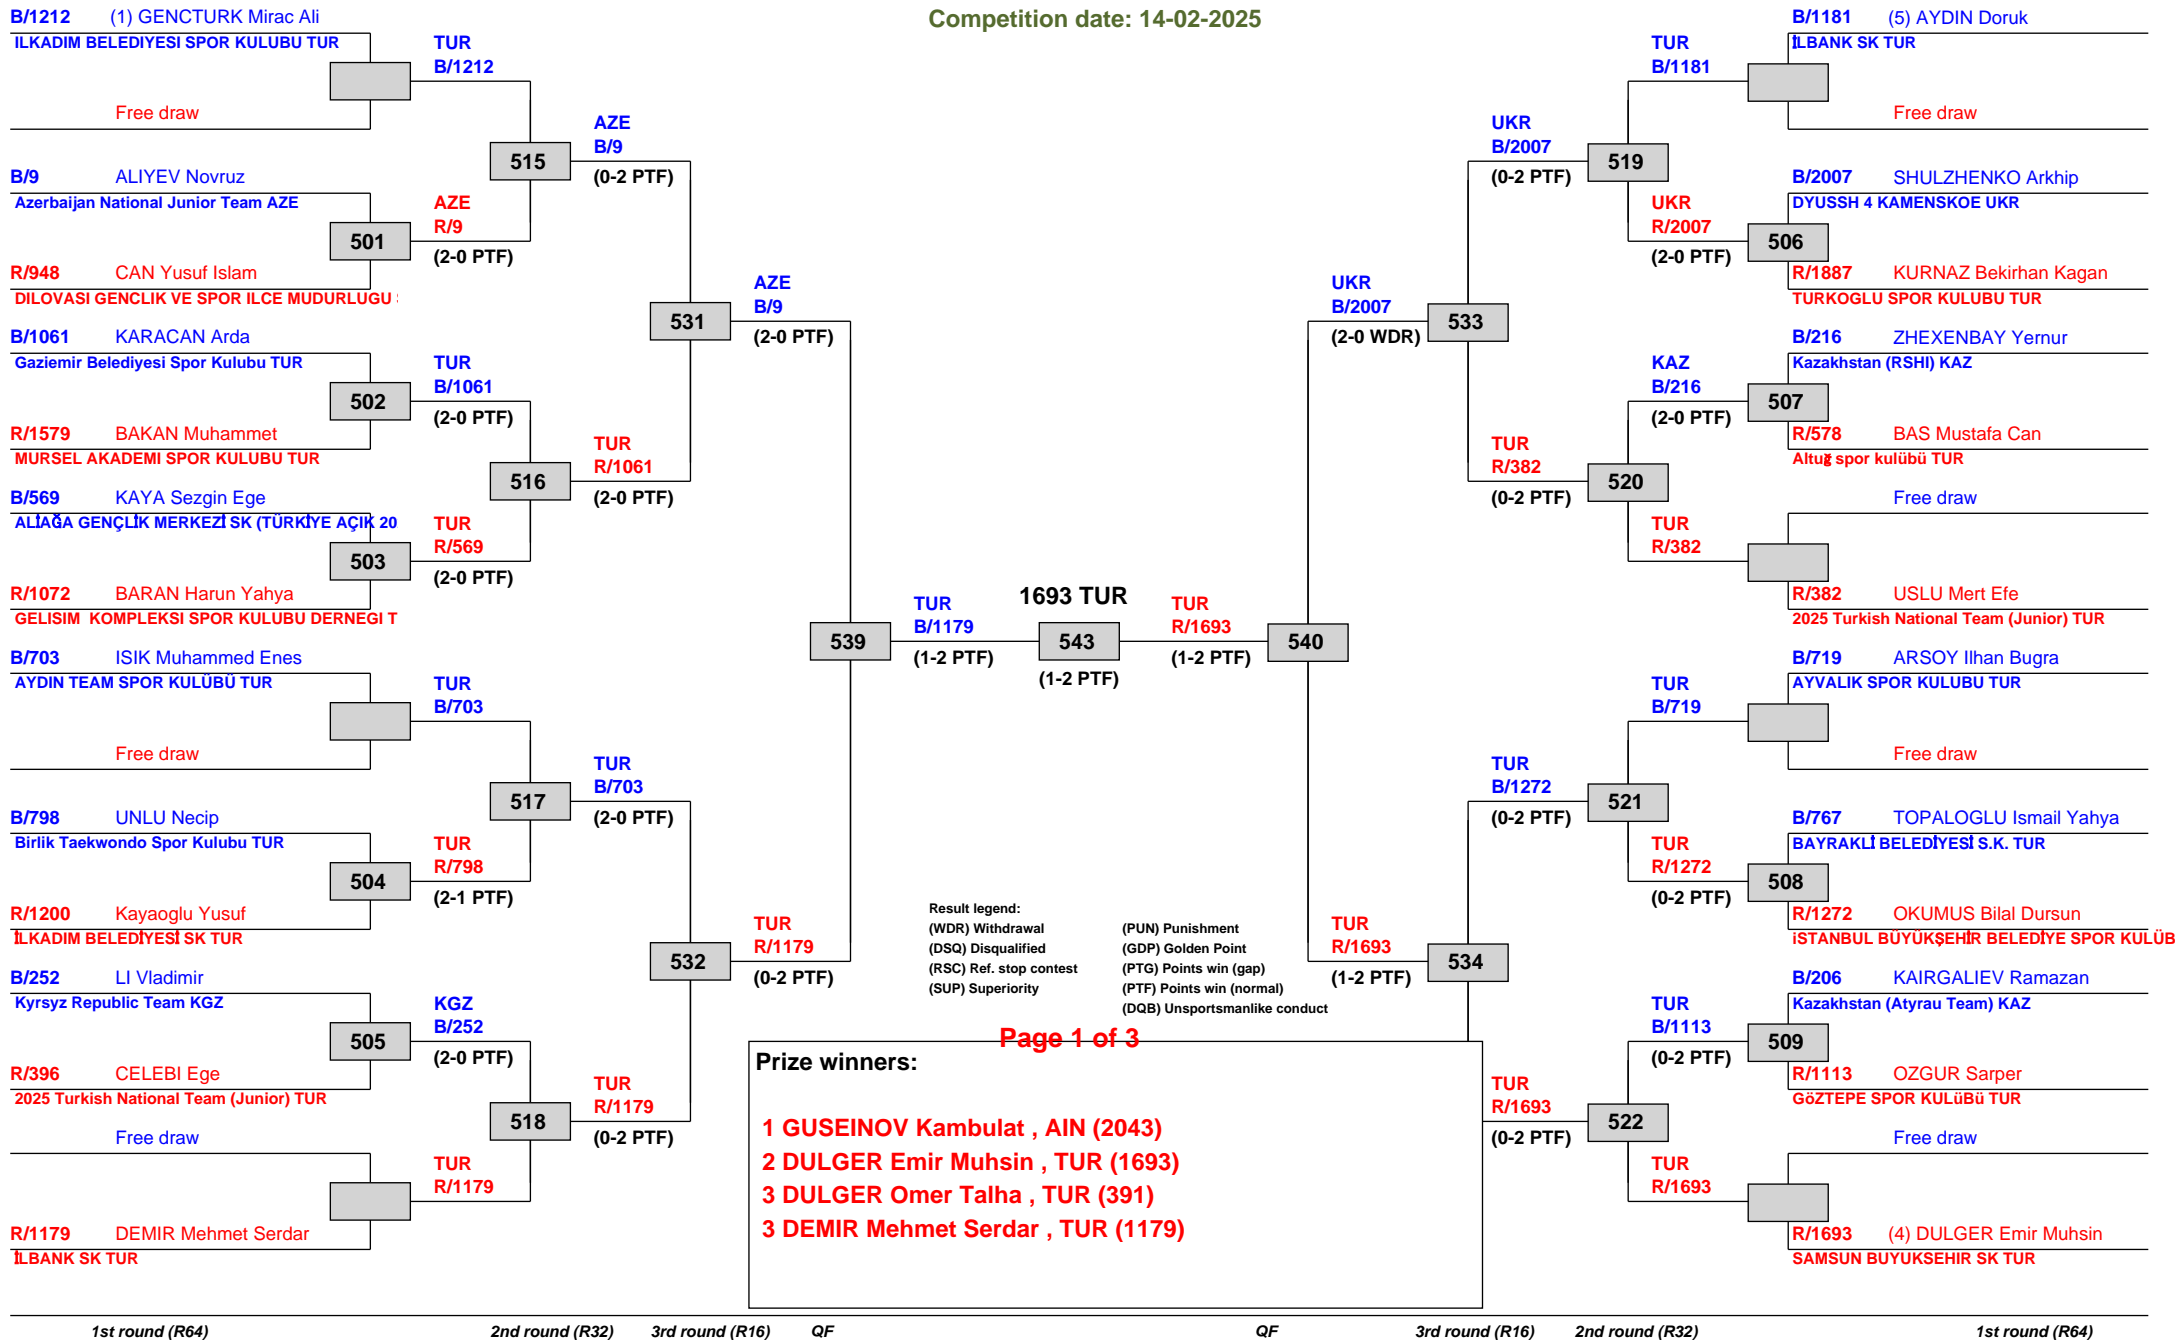 Competition date: 14-02-2025
B/1212 (1) GENCTURK Mirac Ali
ILKADIM BELEDIYESI SPOR KULUBU TUR
Free draw
B/9 ALIYEV Novruz
Azerbaijan National Junior Team AZE
501
R/948 CAN Yusuf Islam
DILOVASI GENCLIK VE SPOR ILCE MUDURLUGU
B/1061 KARACAN Arda
Gaziemir Belediyesi Spor Kulubu TUR
502
R/1579 BAKAN Muhammet
MURSEL AKADEMI SPOR KULUBU TUR
B/569 KAYA Sezgin Ege
ALİAĞA GENÇLİK MERKEZİ SK (TÜRKİYE AÇIK 20
503
R/1072 BARAN Harun Yahya
GELISIM KOMPLEKSI SPOR KULUBU DERNEGI T
B/703 ISIK Muhammed Enes
AYDIN TEAM SPOR KULÜBÜ TUR
Free draw
B/798 UNLU Necip
Birlik Taekwondo Spor Kulubu TUR
504
R/1200 Kayaoglu Yusuf
İLKADIM BELEDİYESİ SK TUR
B/252 LI Vladimir
Kyrsyz Republic Team KGZ
505
R/396 CELEBI Ege
2025 Turkish National Team (Junior) TUR
Free draw
R/1179 DEMIR Mehmet Serdar
İLBANK SK TUR
TUR
B/1212
515
AZE
R/9
(2-0 PTF)
TUR
B/1061
(2-0 PTF)
516
TUR
R/569
(2-0 PTF)
TUR
B/703
517
TUR
R/798
(2-1 PTF)
KGZ
B/252
(2-0 PTF)
518
TUR
R/1179
AZE
B/9
(0-2 PTF)
531
TUR
R/1061
(2-0 PTF)
TUR
B/703
(2-0 PTF)
532
TUR
R/1179
(0-2 PTF)
AZE
B/9
(2-0 PTF)
539
TUR
R/1179
(0-2 PTF)
TUR
B/1179
(1-2 PTF)
1693 TUR
543
(1-2 PTF)
TUR
R/1693
(1-2 PTF)
UKR
B/2007
(2-0 WDR)
540
TUR
R/1693
(1-2 PTF)
UKR
B/2007
(0-2 PTF)
533
TUR
R/382
(0-2 PTF)
TUR
B/1272
(0-2 PTF)
534
TUR
R/1693
(0-2 PTF)
TUR
B/1181
519
UKR
R/2007
(2-0 PTF)
KAZ
B/216
(2-0 PTF)
520
TUR
R/382
TUR
B/719
521
TUR
R/1272
(0-2 PTF)
TUR
B/1113
(0-2 PTF)
522
TUR
R/1693
B/1181 (5) AYDIN Doruk
İLBANK SK TUR
Free draw
B/2007 SHULZHENKO Arkhip
DYUSSH 4 KAMENSKOE UKR
506
R/1887 KURNAZ Bekirhan Kagan
TURKOGLU SPOR KULUBU TUR
B/216 ZHEXENBAY Yernur
Kazakhstan (RSHI) KAZ
507
R/578 BAS Mustafa Can
Altuğ spor kulübü TUR
Free draw
R/382 USLU Mert Efe
2025 Turkish National Team (Junior) TUR
B/719 ARSOY Ilhan Bugra
AYVALIK SPOR KULUBU TUR
Free draw
B/767 TOPALOGLU Ismail Yahya
BAYRAKLİ BELEDİYESİ S.K. TUR
508
R/1272 OKUMUS Bilal Dursun
iSTANBUL BÜYÜKŞEHİR BELEDİYE SPOR KULÜB
B/206 KAIRGALIEV Ramazan
Kazakhstan (Atyrau Team) KAZ
509
R/1113 OZGUR Sarper
GöZTEPE SPOR KULüBü TUR
Free draw
R/1693 (4) DULGER Emir Muhsin
SAMSUN BUYUKSEHIR SK TUR
Result legend:
(WDR) Withdrawal (PUN) Punishment
(DSQ) Disqualified (GDP) Golden Point
(RSC) Ref. stop contest (PTG) Points win (gap)
(SUP) Superiority (PTF) Points win (normal)
(DQB) Unsportsmanlike conduct
Page 1 of 3
Prize winners:
1 GUSEINOV Kambulat , AIN (2043)
2 DULGER Emir Muhsin , TUR (1693)
3 DULGER Omer Talha , TUR (391)
3 DEMIR Mehmet Serdar , TUR (1179)
1st round (R64) 2nd round (R32) 3rd round (R16) QF QF 3rd round (R16) 2nd round (R32) 1st round (R64)